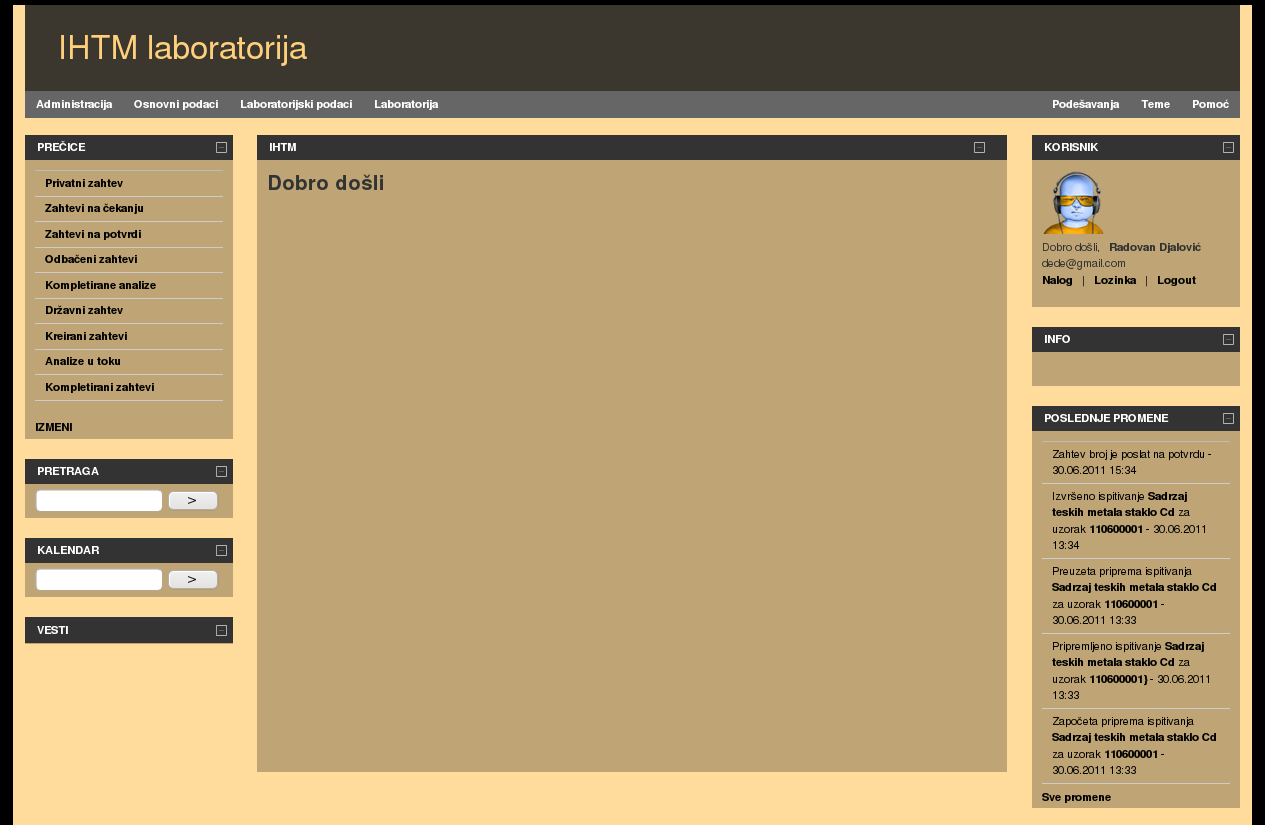 IHTM laboratorija
Administracija Osnovni podaci Laboratorijski podaci Laboratorija Podešavanja Teme Pomoć
PREČICE
Privatni zahtev
Zahtevi na čekanju
Zahtevi na potvrdi
Odbačeni zahtevi
Kompletirane analize
Državni zahtev
Kreirani zahtevi
Analize u toku
Kompletirani zahtevi
IZMENI
PRETRAGA
>
KALENDAR
>
VESTI
IHTM
Dobro došli
KORISNIK
Dobro došli, Radovan Djalović
dede@gmail.com
Nalog | Lozinka | Logout
INFO
POSLEDNJE PROMENE
Zahtev broj je poslat na potvrdu -
30.06.2011 15:34
Izvršeno ispitivanje Sadrzaj
teskih metala staklo Cd za
uzorak 110600001 - 30.06.2011
13:34
Preuzeta priprema ispitivanja
Sadrzaj teskih metala staklo Cd
za uzorak 110600001 -
30.06.2011 13:33
Pripremljeno ispitivanje Sadrzaj
teskih metala staklo Cd za
uzorak 110600001} - 30.06.2011
13:33
Započeta priprema ispitivanja
Sadrzaj teskih metala staklo Cd
za uzorak 110600001 -
30.06.2011 13:33
Sve promene